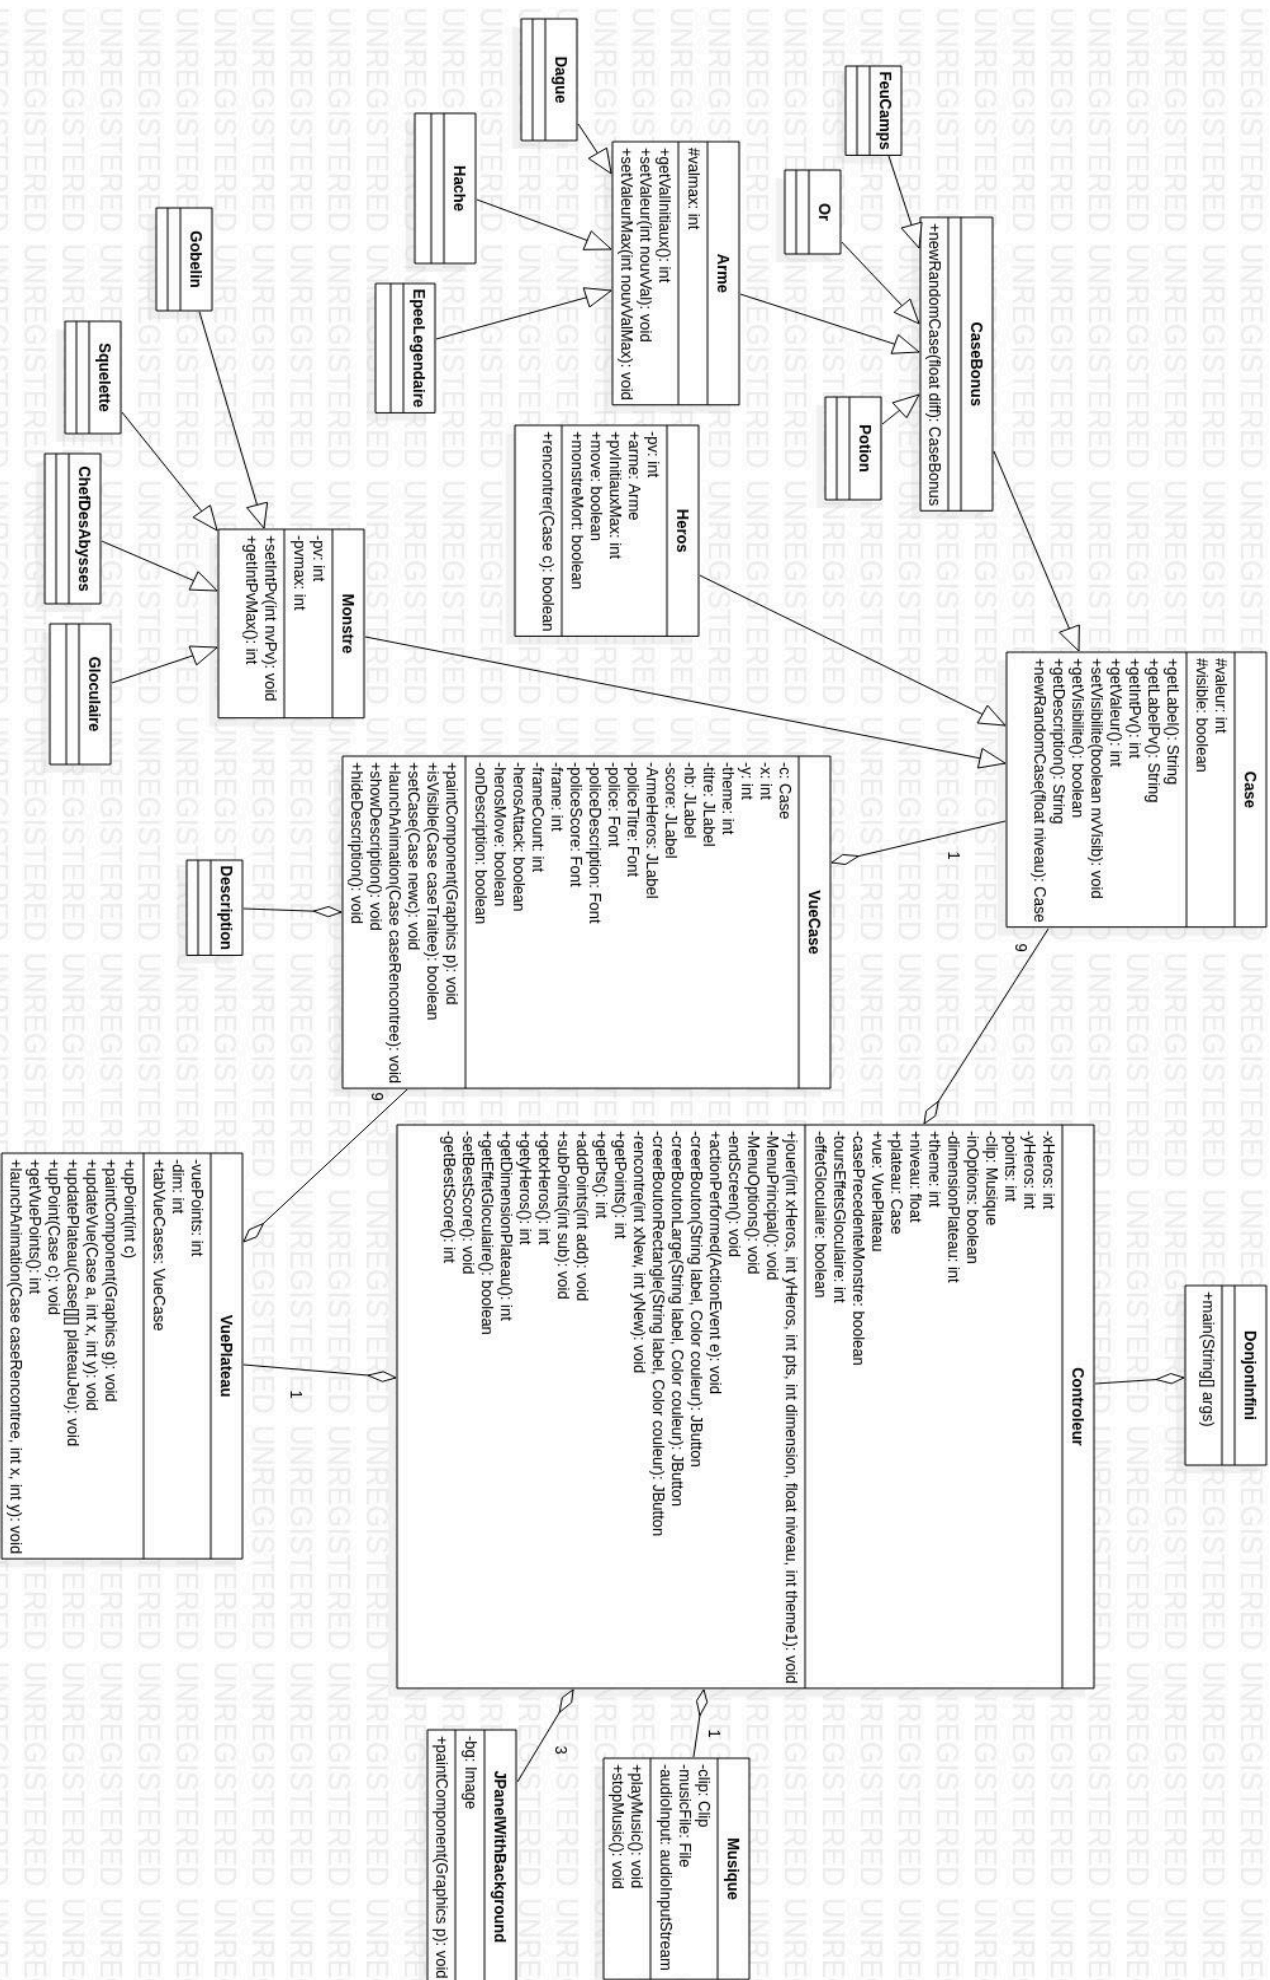 Case
#valeur: int
#visible: boolean
+getLabel(): String
+getLabelPv(): String
+getIntPv(): int
+getValeur(): int
+setVisibilite(boolean nvVisib): void
+getVisibilite(): boolean
+getDescription(): String
+newRandomCase(float niveau): Case
DonjonInfini
+main(String[] args)
CaseBonus
+newRandomCase(float diff): CaseBonus
FeuCamps
Or
Potion
Arme
#valmax: int
+getValInitiaux(): int
+setValeur(int nouvVal): void
+setValeurMax(int nouvValMax): void
Dague
Hache
EpeeLegendaire
Heros
-pv: int
+arme: Arme
+pvInitiauxMax: int
+move: boolean
+monstreMort: boolean
+rencontrer(Case c): boolean
Monstre
-pv: int
-pvmax: int
+setIntPv(int nvPv): void
+getIntPvMax(): int
Gobelin
Squelette
ChefDesAbysses
Gloculaire
1
9
VueCase
-c: Case
-x: int
-y: int
-theme: int
-titre: JLabel
-nb: JLabel
-score: JLabel
-ArmeHeros: JLabel
-policeTitre: Font
-police: Font
-policeDescription: Font
-policeScore: Font
-frame: int
-frameCount: int
-herosAttack: boolean
-herosMove: boolean
-onDescription: boolean
+paintComponent(Graphics p): void
+isVisible(Case caseTraitee): boolean
+setCase(Case newc): void
+launchAnimation(Case caseRencontree): void
+showDescription(): void
+hideDescription(): void
Description
9
Controleur
-xHeros: int
-yHeros: int
-points: int
-clip: Musique
-inOptions: boolean
-dimensionPlateau: int
+theme: int
+niveau: float
+plateau: Case
+vue: VuePlateau
-casePrecedenteMonstre: boolean
-toursEffetsGloculaire: int
-effetGloculaire: boolean
+jouer(int xHeros, int yHeros, int pts, int dimension, float niveau, int theme1): void
-MenuPrincipal(): void
-MenuOptions(): void
-endScreen(): void
+actionPerformed(ActionEvent e): void
-creerBouton(String label, Color couleur): JButton
-creerBoutonLarge(String label, Color couleur): JButton
-creerBoutonRectangle(String label, Color couleur): JButton
-rencontre(int xNew, int yNew): void
+getPoints(): int
+getPts(): int
+addPoints(int add): void
+subPoints(int sub): void
+getxHeros(): int
+getyHeros(): int
+getDimensionPlateau(): int
+getEffetGloculaire(): boolean
-setBestScore(): void
-getBestScore(): int
1
VuePlateau
-vuePoints: int
-dim: int
+tabVueCases: VueCase
+upPoint(int c)
+paintComponent(Graphics g): void
+updateVue(Case a, int x, int y): void
+updatePlateau(Case[][] plateauJeu): void
+upPoint(Case c): void
+getVuePoints(): int
+launchAnimation(Case caseRencontree, int x, int y): void
1
Musique
-clip: Clip
-musicFile: File
-audioInput: audioInputStream
+playMusic(): void
+stopMusic(): void
3
JPanelWithBackground
-bg: Image
+paintComponent(Graphics p): void
UNREGISTERED